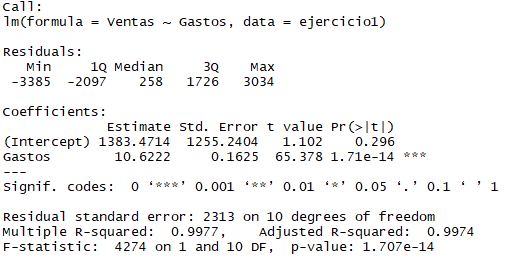 Call:
lm(formula = Ventas ~ Gastos, data = ejercicio1)
Residuals:
Min 1Q Median 3Q Max
-3385 -2097 258 1726 3034
Coefficients:
Estimate Std. Error t value Pr(>|t|)
(Intercept) 1383.4714 1255.2404 1.102 0.296
Gastos 10.6222 0.1625 65.378 1.71e-14 ***
---
Signif. codes: 0 ‘***’ 0.001 ‘**’ 0.01 ‘*’ 0.05 ‘.’ 0.1 ‘ ’ 1
Residual standard error: 2313 on 10 degrees of freedom
Multiple R-squared: 0.9977, Adjusted R-squared: 0.9974
F-statistic: 4274 on 1 and 10 DF, p-value: 1.707e-14